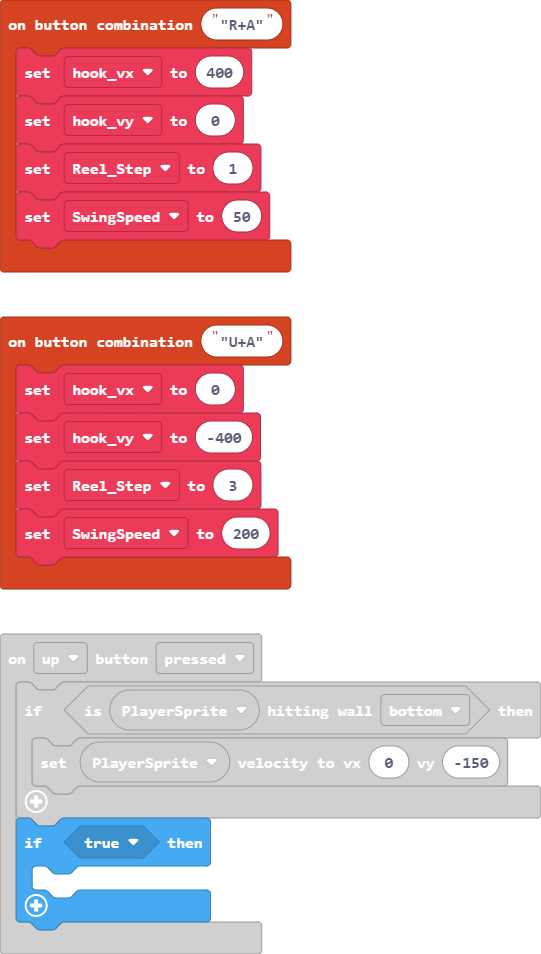 on button combination ""R+A""
set hook_vx to 400
set hook_vy to 0
set Reel_Step to 1
set SwingSpeed to 50
on button combination ""U+A""
set hook_vx to 0
set hook_vy to -400
set Reel_Step to 3
set SwingSpeed to 200
on up button pressed
if is PlayerSprite hitting wall bottom then
set PlayerSprite velocity to vx 0 vy -150
if true then